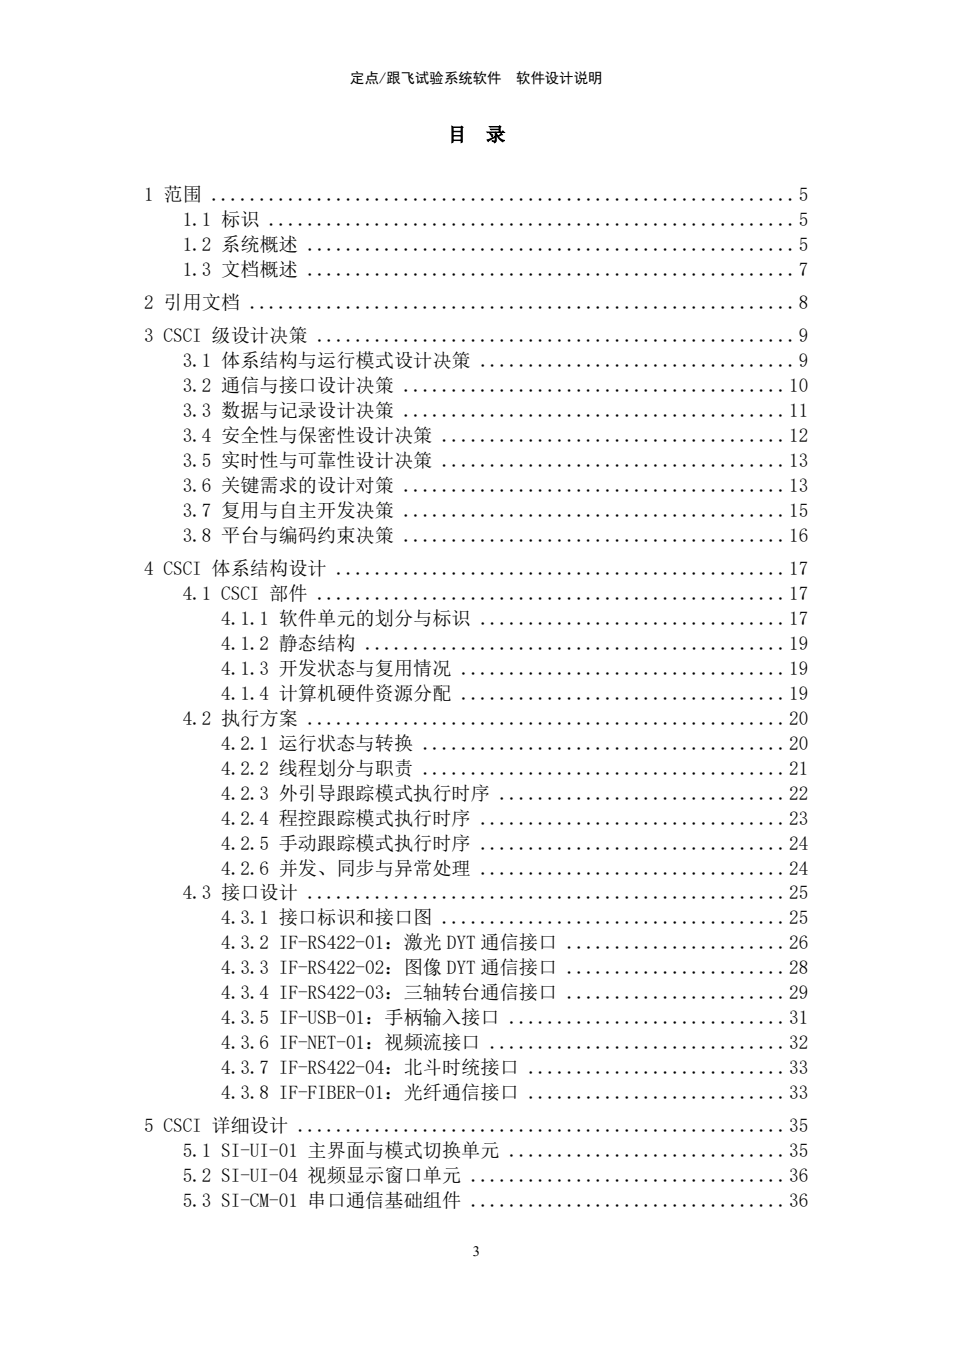 定点/跟飞试验系统软件 软件设计说明
目 录
1 范围 ............................................................. 5
1.1 标识 ....................................................... 5
1.2 系统概述 ................................................... 5
1.3 文档概述 ................................................... 7
2 引用文档 ......................................................... 8
3 CSCI 级设计决策 .................................................. 9
3.1 体系结构与运行模式设计决策 ................................. 9
3.2 通信与接口设计决策 ........................................ 10
3.3 数据与记录设计决策 ........................................ 11
3.4 安全性与保密性设计决策 .................................... 12
3.5 实时性与可靠性设计决策 .................................... 13
3.6 关键需求的设计对策 ........................................ 13
3.7 复用与自主开发决策 ........................................ 15
3.8 平台与编码约束决策 ........................................ 16
4 CSCI 体系结构设计 ............................................... 17
4.1 CSCI 部件 ................................................. 17
4.1.1 软件单元的划分与标识 ................................ 17
4.1.2 静态结构 ............................................ 19
4.1.3 开发状态与复用情况 .................................. 19
4.1.4 计算机硬件资源分配 .................................. 19
4.2 执行方案 .................................................. 20
4.2.1 运行状态与转换 ...................................... 20
4.2.2 线程划分与职责 ...................................... 21
4.2.3 外引导跟踪模式执行时序 .............................. 22
4.2.4 程控跟踪模式执行时序 ................................ 23
4.2.5 手动跟踪模式执行时序 ................................ 24
4.2.6 并发、同步与异常处理 ................................ 24
4.3 接口设计 .................................................. 25
4.3.1 接口标识和接口图 .................................... 25
4.3.2 IF-RS422-01：激光 DYT 通信接口 ....................... 26
4.3.3 IF-RS422-02：图像 DYT 通信接口 ....................... 28
4.3.4 IF-RS422-03：三轴转台通信接口 ....................... 29
4.3.5 IF-USB-01：手柄输入接口 ............................. 31
4.3.6 IF-NET-01：视频流接口 ............................... 32
4.3.7 IF-RS422-04：北斗时统接口 ........................... 33
4.3.8 IF-FIBER-01：光纤通信接口 ........................... 33
5 CSCI 详细设计 ................................................... 35
5.1 SI-UI-01 主界面与模式切换单元 ............................. 35
5.2 SI-UI-04 视频显示窗口单元 ................................. 36
5.3 SI-CM-01 串口通信基础组件 ................................. 36
3